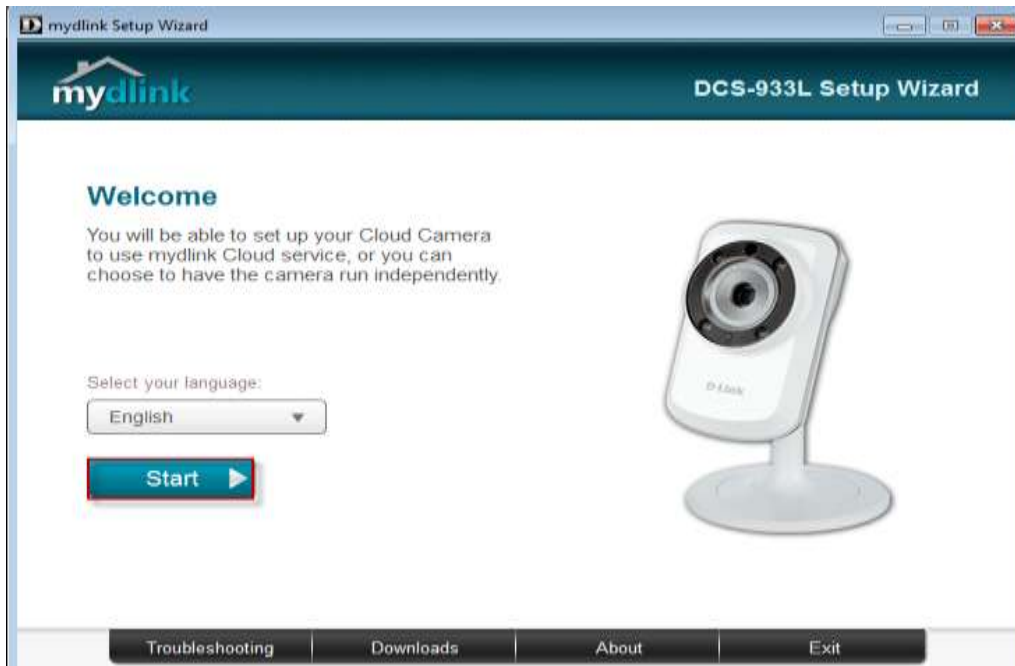 mydlink Setup Wizard
mydlink
DCS-933L Setup Wizard
Welcome
You will be able to set up your Cloud Camera
to use mydlink Cloud service, or you can
choose to have the camera run independently.
Select your language:
English
Start
D-Link
Troubleshooting
Downloads
About
Exit